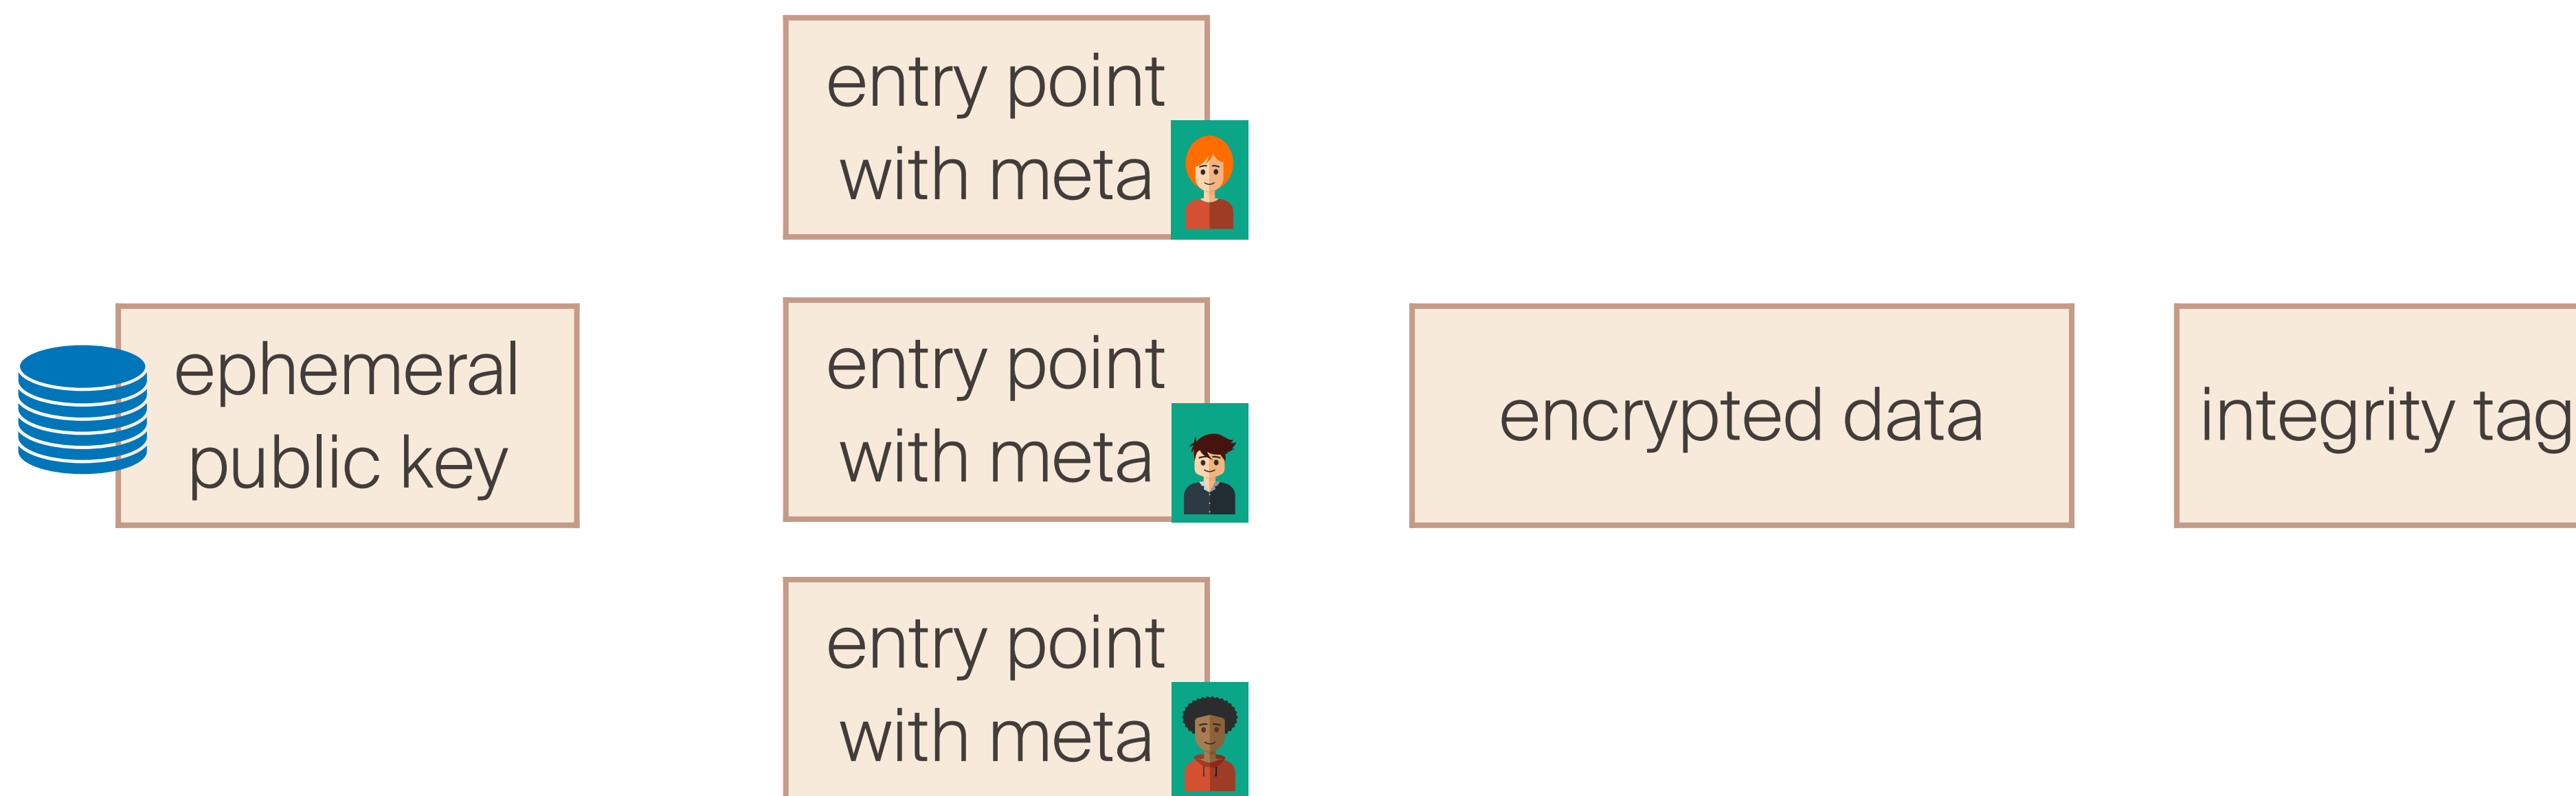 ephemeral
public key
entry point
with meta
entry point
with meta
entry point
with meta
encrypted data
integrity tag